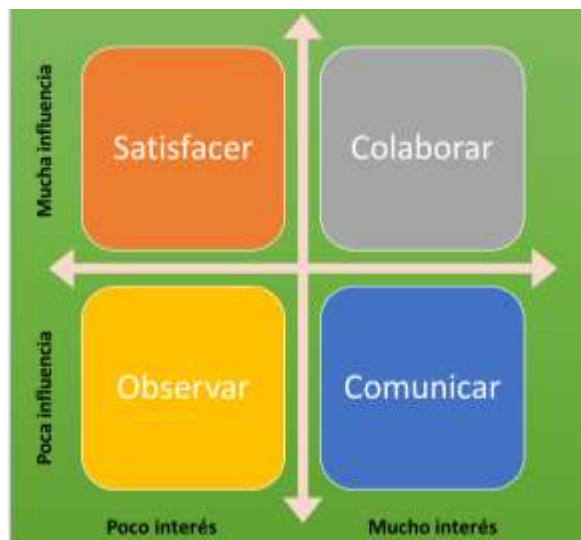 Mucha influencia
Satisfacer
Colaborar
Poca influencia
Observar
Comunicar
Poco interés
Mucho interés